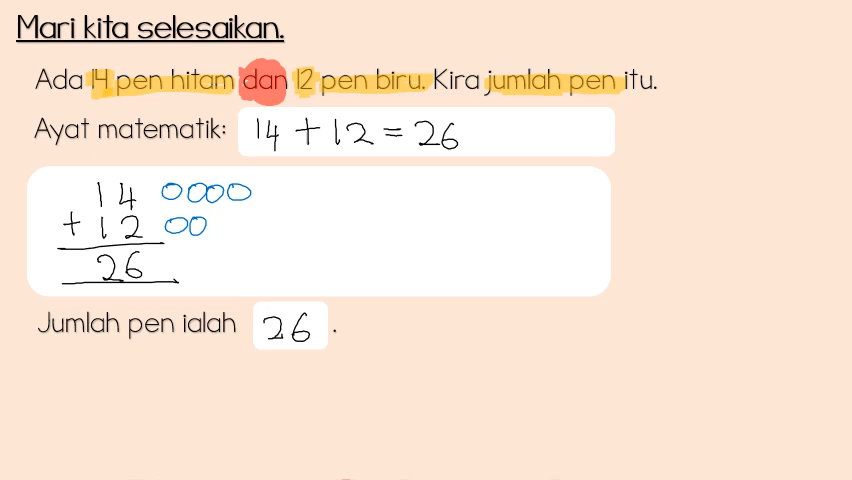 Mari kita selesaikan.
Ada 14 pen hitam dan 12 pen biru. Kira jumlah pen itu.
Ayat matematik: 14 + 12 = 26
14
+ 12
26
Jumlah pen ialah 26 .